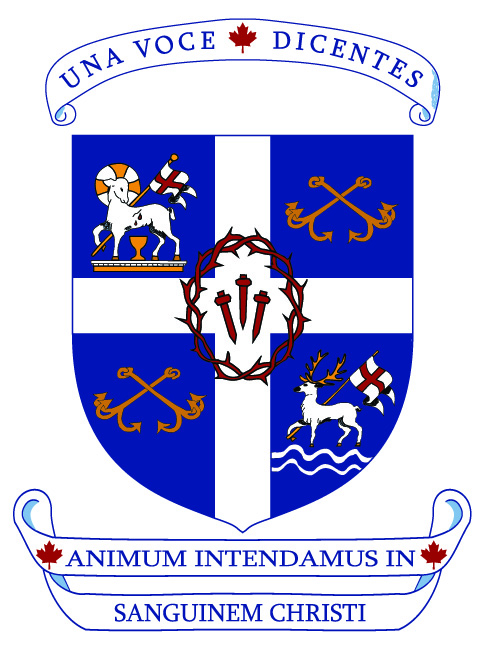 UNA VOCE DICENTES
ANIMUM INTENDAMUS IN
SANGUINEM CHRISTI